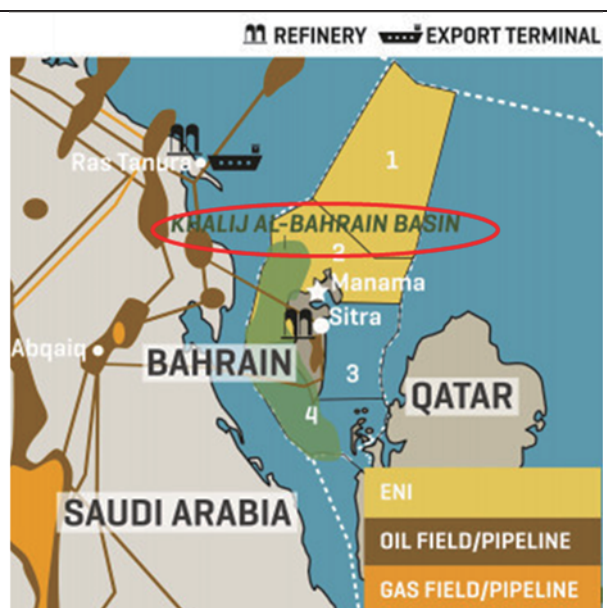 REFINERY EXPORT TERMINAL
1
Ras Tanura
KHALIJ AL-BAHRAIN BASIN
2
Manama
Sitra
Abqaiq
BAHRAIN
3
QATAR
4
SAUDI ARABIA
ENI
OIL FIELD/PIPELINE
GAS FIELD/PIPELINE